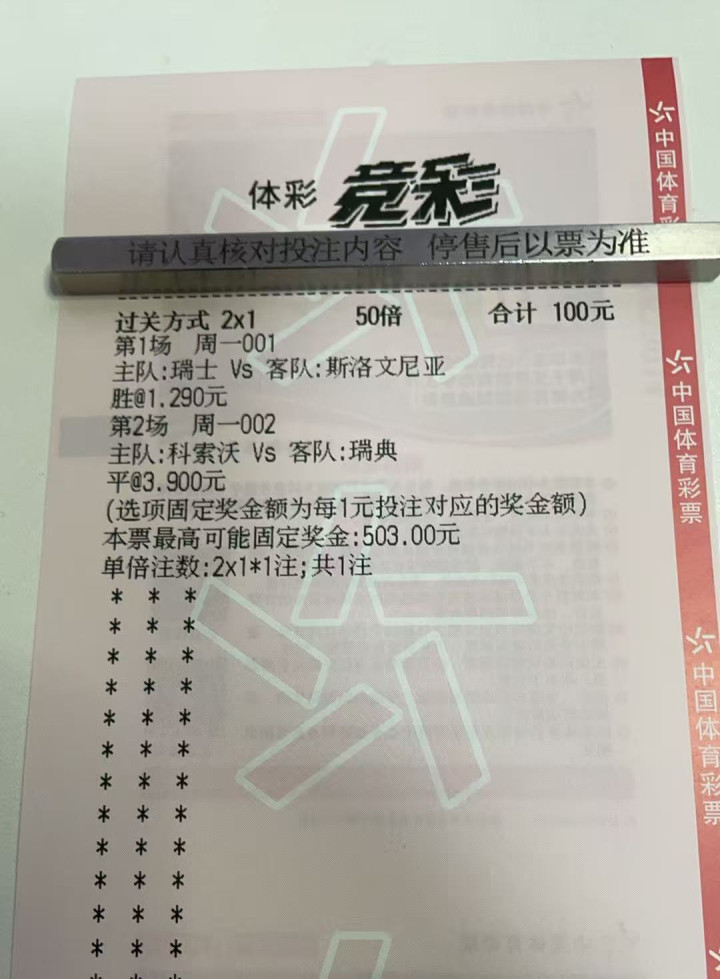 体彩 竞彩
请认真核对投注内容 停售后以票为准
过关方式 2x1 50倍 合计 100元
第1场 周一001
主队:瑞士 Vs 客队:斯洛文尼亚
胜@1.290元
第2场 周一002
主队:科索沃 Vs 客队:瑞典
平@3.900元
(选项固定奖金额为每1元投注对应的奖金额)
本票最高可能固定奖金:503.00元
单倍注数:2x1*1注;共1注
* * *
* * *
* * *
* * *
* * *
* * *
* * *
* * *
* * *
* * *
* * *
* * *
* * *
中国体育彩
中国体育彩票
中国体育彩票